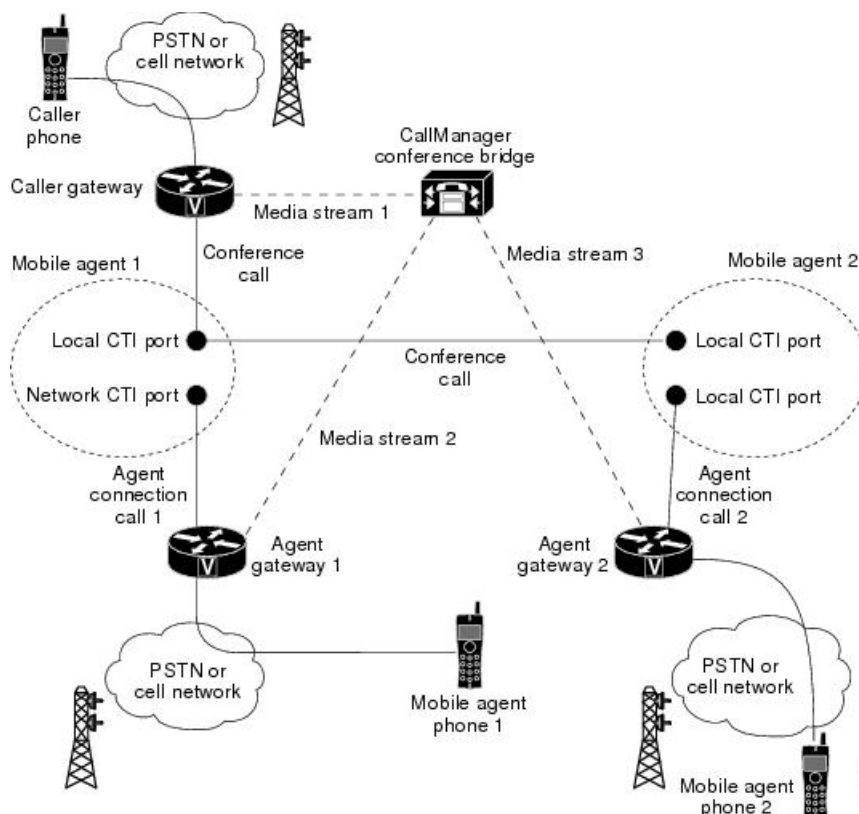 PSTN or
cell network
Caller
phone
CallManager
conference bridge
Caller gateway
V
Media stream 1
Conference
call
Media stream 3
Mobile agent 1
Mobile agent 2
Local CTI port
Local CTI port
Conference
call
Network CTI port
Local CTI port
Media stream 2
Agent
connection
call 1
Agent
connection
call 2
Agent
gateway 1
V
Agent
gateway 2
V
PSTN or
cell network
Mobile agent
phone 1
PSTN or
cell network
Mobile agent
phone 2